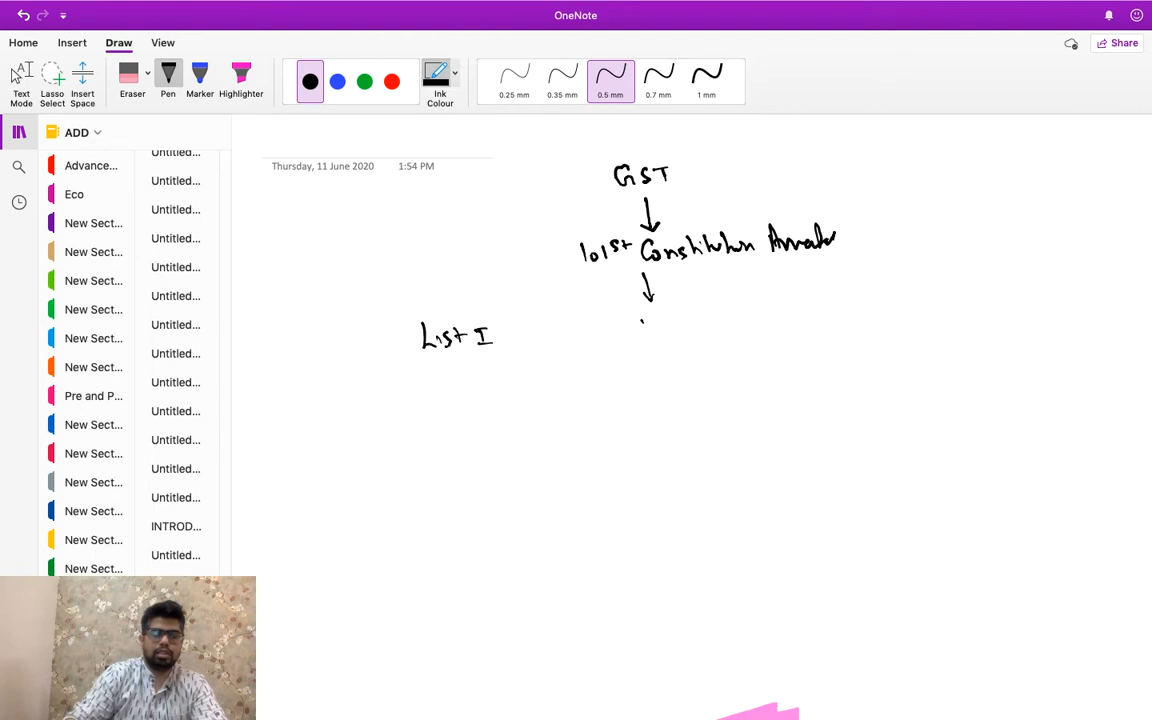 OneNote
Home Insert Draw View
Share
Text Mode
Lasso Select
Insert Space
Eraser
Pen
Marker
Highlighter
Ink Colour
0.25 mm
0.35 mm
0.5 mm
0.7 mm
1 mm
ADD
Advance...
Eco
New Sect...
New Sect...
New Sect...
New Sect...
New Sect...
New Sect...
Pre and P...
New Sect...
New Sect...
New Sect...
New Sect...
New Sect...
New Sect...
Untitled...
Untitled...
Untitled...
Untitled...
Untitled...
Untitled...
Untitled...
Untitled...
Untitled...
Untitled...
Untitled...
Untitled...
Untitled...
INTROD...
Untitled...
Thursday, 11 June 2020 1:54 PM
GST
101st Constitution
List I